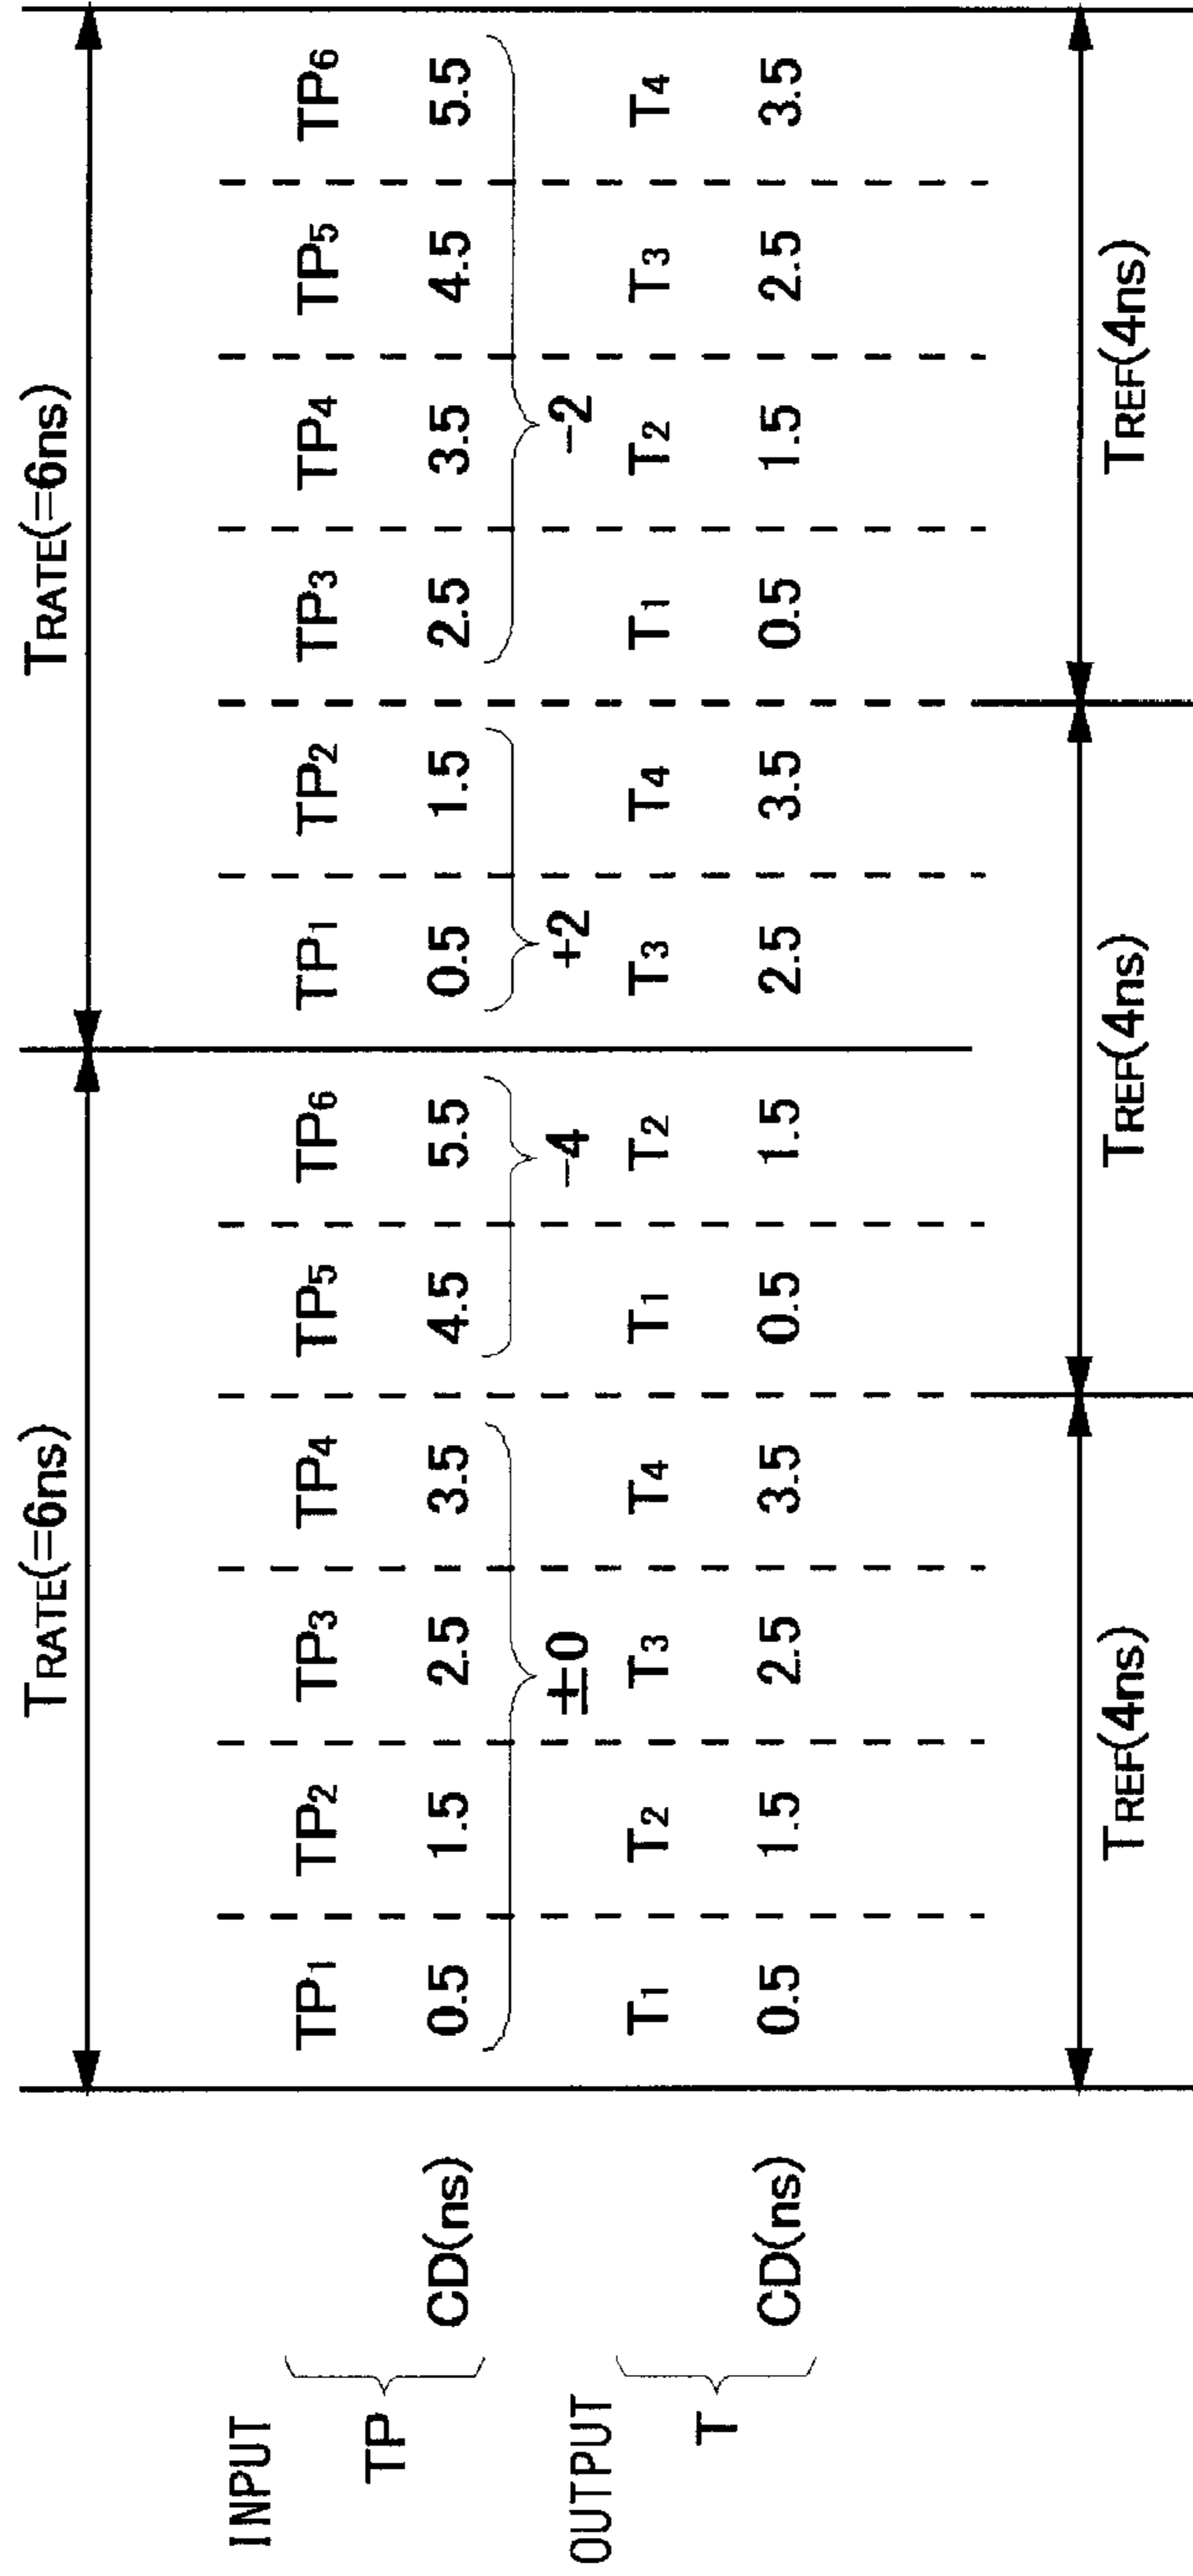 TRATE(=6ns) TRATE(=6ns)
INPUT
TP
TP1 TP2 TP3 TP4 TP5 TP6 TP1 TP2 TP3 TP4 TP5 TP6
CD(ns) 0.5 1.5 2.5 3.5 4.5 5.5 0.5 1.5 2.5 3.5 4.5 5.5
±0 -4 +2 -2
OUTPUT
T
T1 T2 T3 T4 T1 T2 T3 T4 T1 T2 T3 T4
CD(ns) 0.5 1.5 2.5 3.5 0.5 1.5 2.5 3.5 0.5 1.5 2.5 3.5
TREF(4ns) TREF(4ns) TREF(4ns)